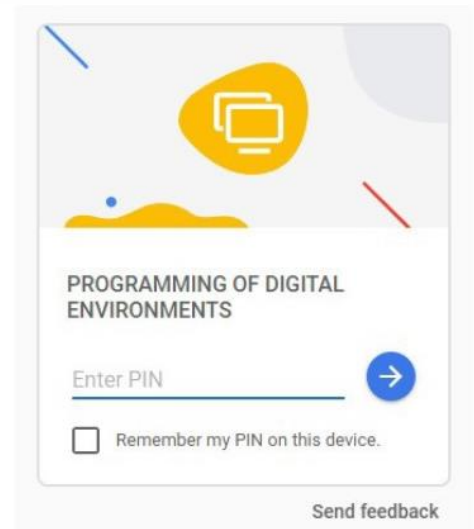 PROGRAMMING OF DIGITAL
ENVIRONMENTS
Enter PIN
Remember my PIN on this device.
Send feedback